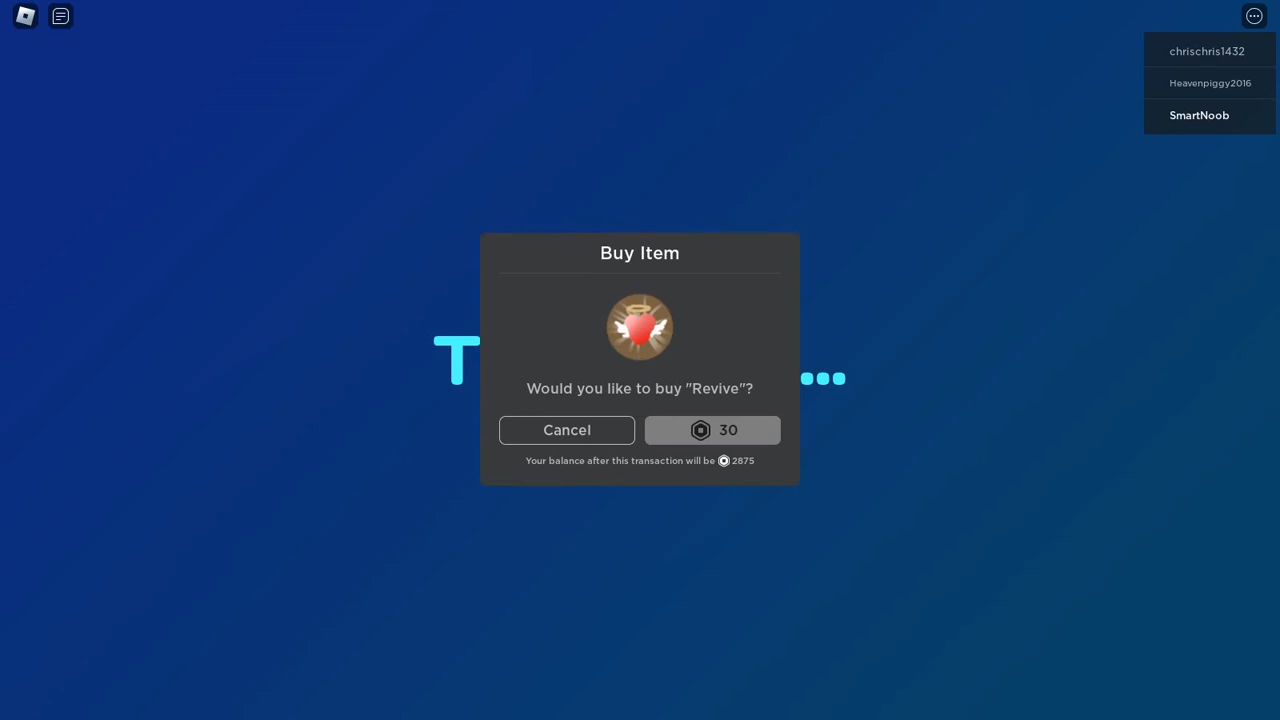 chrischris1432
Heavenpiggy2016
SmartNoob
Buy Item
T
...
Would you like to buy "Revive"?
Cancel
30
Your balance after this transaction will be 2875